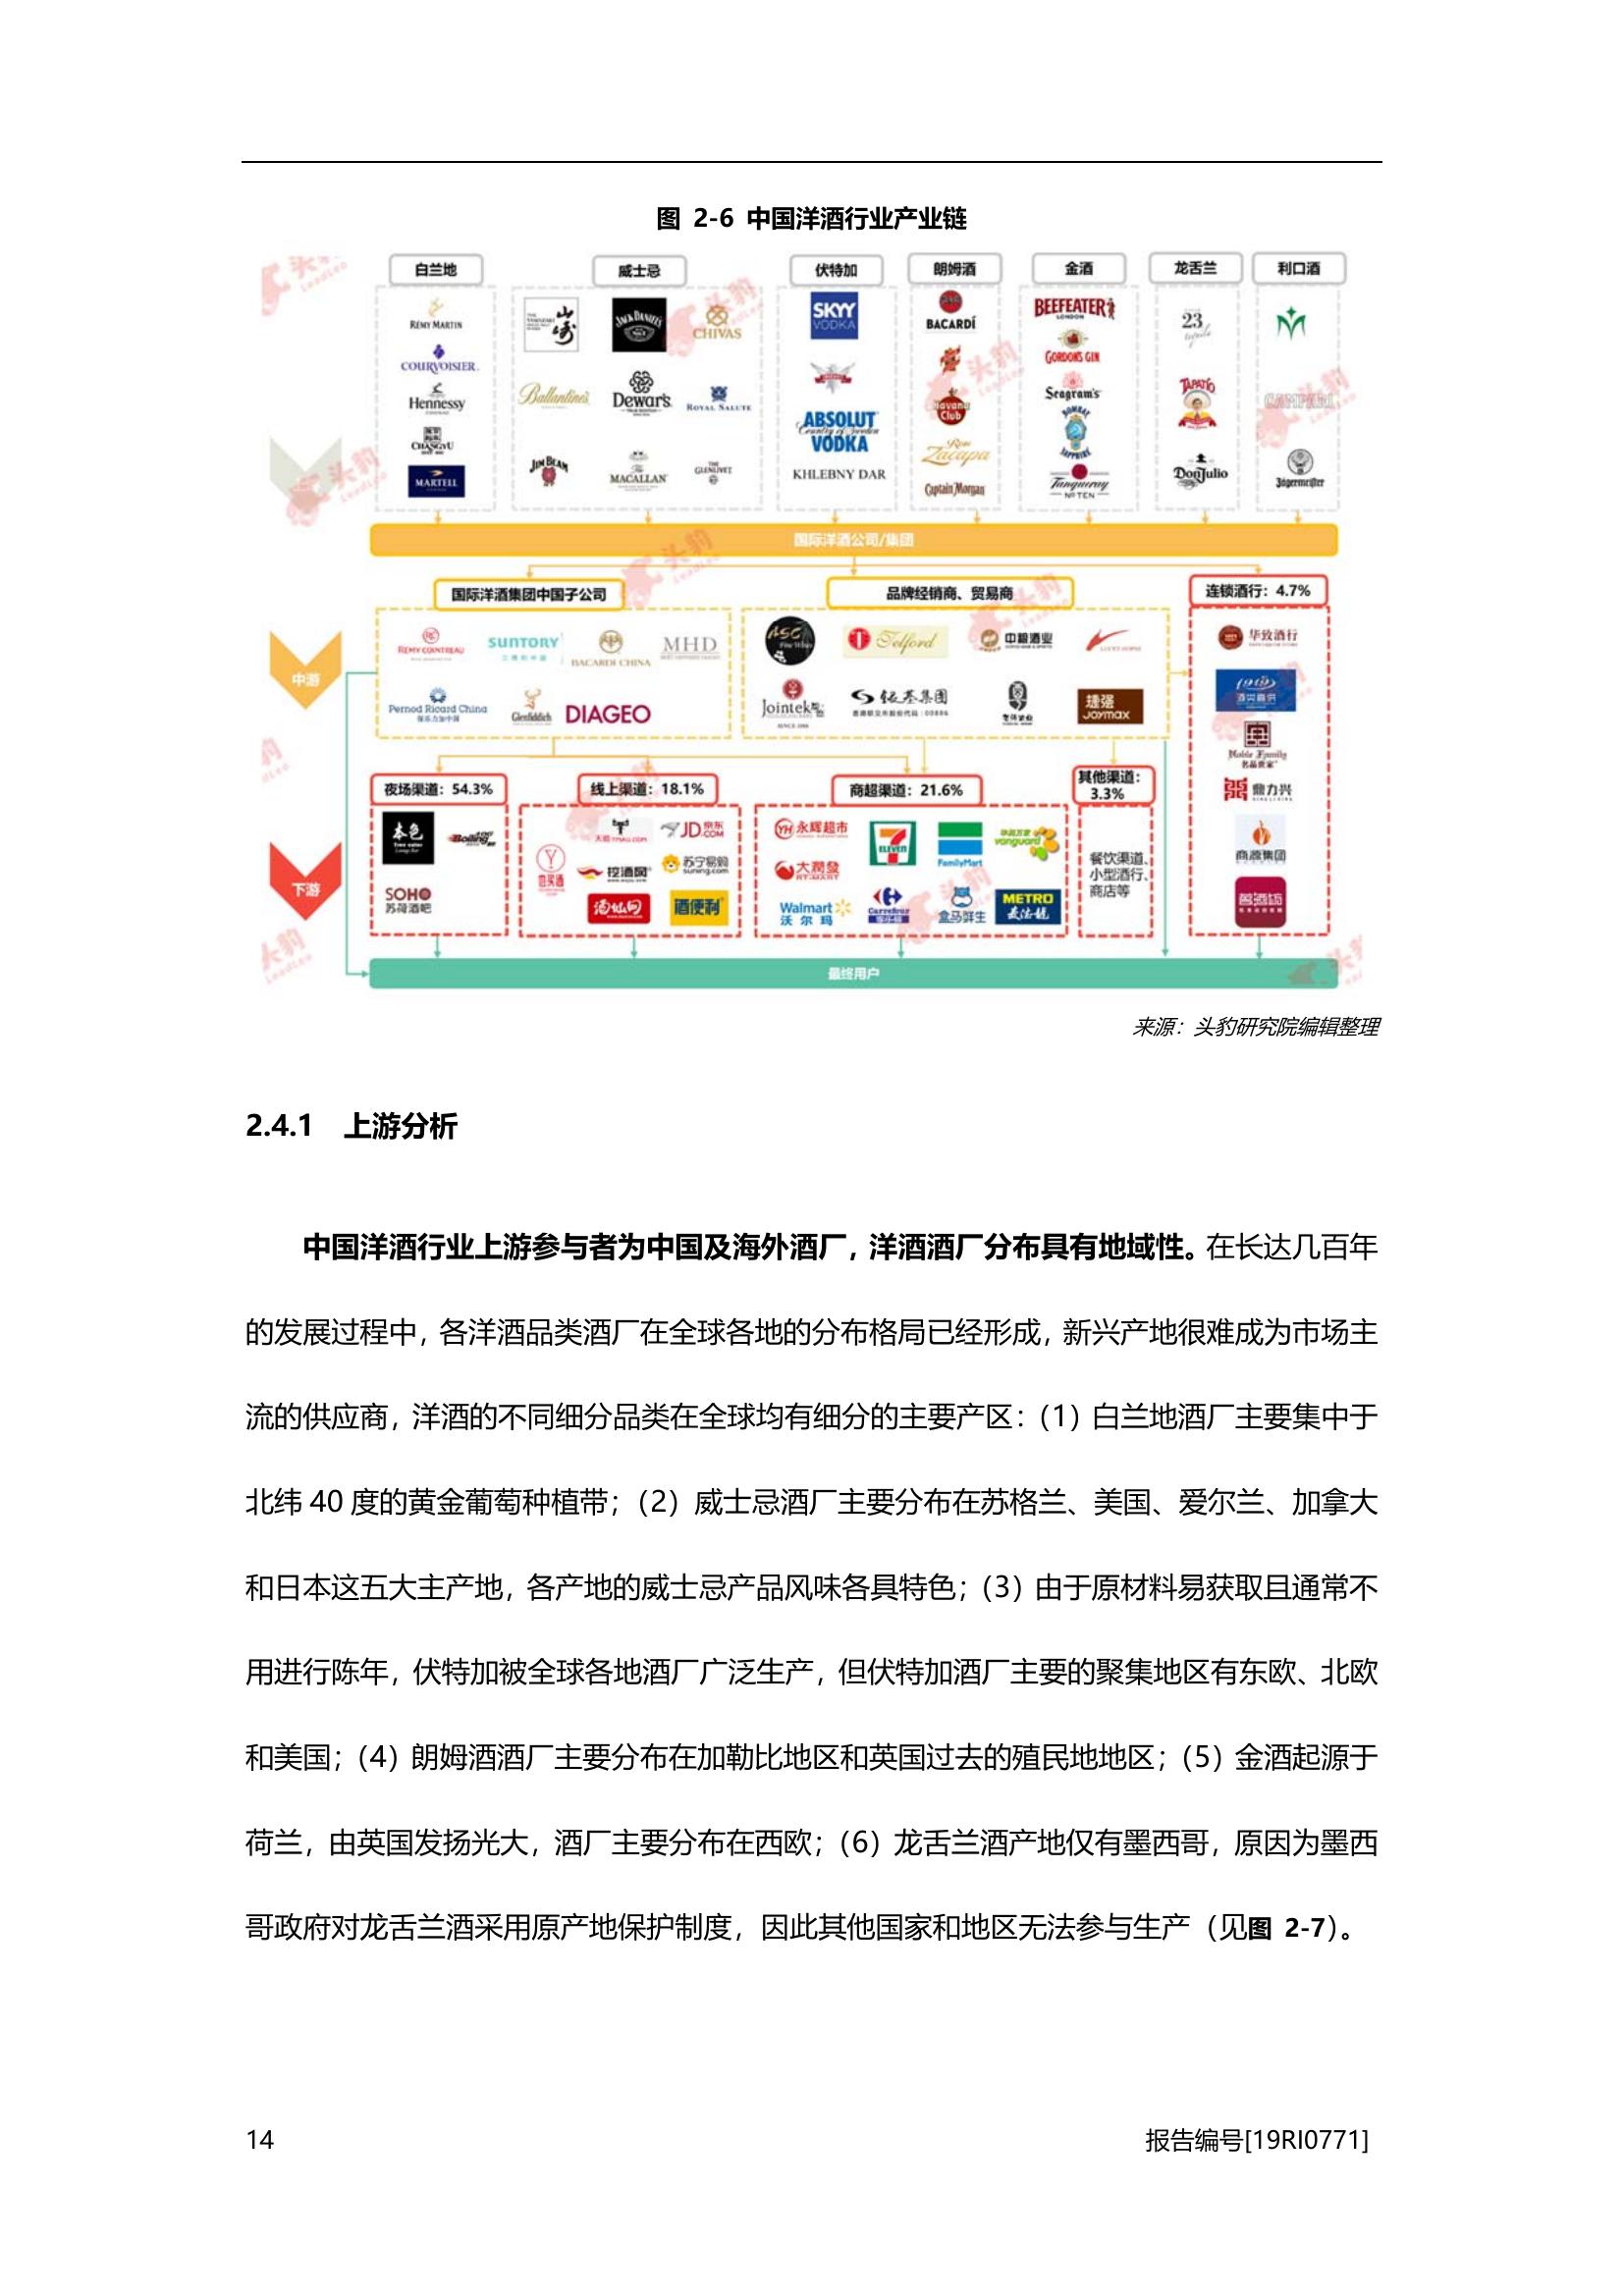 图 2-6 中国洋酒行业产业链
白兰地 威士忌 伏特加 朗姆酒 金酒 龙舌兰 利口酒
RÉMY MARTIN
COURVOISIER
Hennessy
CHANGYU
MARTELL
山崎
JACK DANIEL'S
CHIVAS
Ballantine's
Dewar's
ROYAL SALUTE
JIM BEAM
The MACALLAN
THE GLENLIVET
SKYY VODKA
ABSOLUT
Country of Sweden
VODKA
KHLEBNY DAR
BACARDÍ
Havana Club
Ron Zacapa
Captain Morgan
BEEFEATER
LONDON
GORDON'S GIN
Seagram's
BOMBAY
SAPPHIRE
Tanqueray
Nº TEN
23
TAPATIO
Don Julio
CAMPARI
Jägermeister
国际洋酒公司/集团
中游
国际洋酒集团中国子公司 品牌经销商、贸易商 连锁酒行：4.7%
RÉMY COINTREAU
SUNTORY
BACARDI CHINA
MHD
Pernod Ricard China
保乐力加中国
Glenfiddich
DIAGEO
ASC Fine Wines
Telford
中粮酒业
Jointek
银基集团
捷强
JOYMAX
华致酒行
1919
Noble Family
名品世家
鼎力兴
商源集团
下游
夜场渠道：54.3% 线上渠道：18.1% 商超渠道：21.6% 其他渠道：
3.3%
本色
SOHO
苏荷酒吧
天猫 TMALL.COM
JD.COM 京东
也买酒
挖酒网
苏宁易购
suning.com
酒仙网
酒便利
永辉超市
7 ELEVEN
FamilyMart
华润万家
vanguard
大潤發
RT-MART
Walmart
沃尔玛
Carrefour
盒马鲜生
METRO
麦德龙
餐饮渠道、
小型酒行、
商店等
最终用户
来源：头豹研究院编辑整理
2.4.1 上游分析
中国洋酒行业上游参与者为中国及海外酒厂，洋酒酒厂分布具有地域性。在长达几百年
的发展过程中，各洋酒品类酒厂在全球各地的分布格局已经形成，新兴产地很难成为市场主
流的供应商，洋酒的不同细分品类在全球均有细分的主要产区：（1）白兰地酒厂主要集中于
北纬 40 度的黄金葡萄种植带；（2）威士忌酒厂主要分布在苏格兰、美国、爱尔兰、加拿大
和日本这五大主产地，各产地的威士忌产品风味各具特色；（3）由于原材料易获取且通常不
用进行陈年，伏特加被全球各地酒厂广泛生产，但伏特加酒厂主要的聚集地区有东欧、北欧
和美国；（4）朗姆酒酒厂主要分布在加勒比地区和英国过去的殖民地地区；（5）金酒起源于
荷兰，由英国发扬光大，酒厂主要分布在西欧；（6）龙舌兰酒产地仅有墨西哥，原因为墨西
哥政府对龙舌兰酒采用原产地保护制度，因此其他国家和地区无法参与生产（见图 2-7）。
14
报告编号[19RI0771]